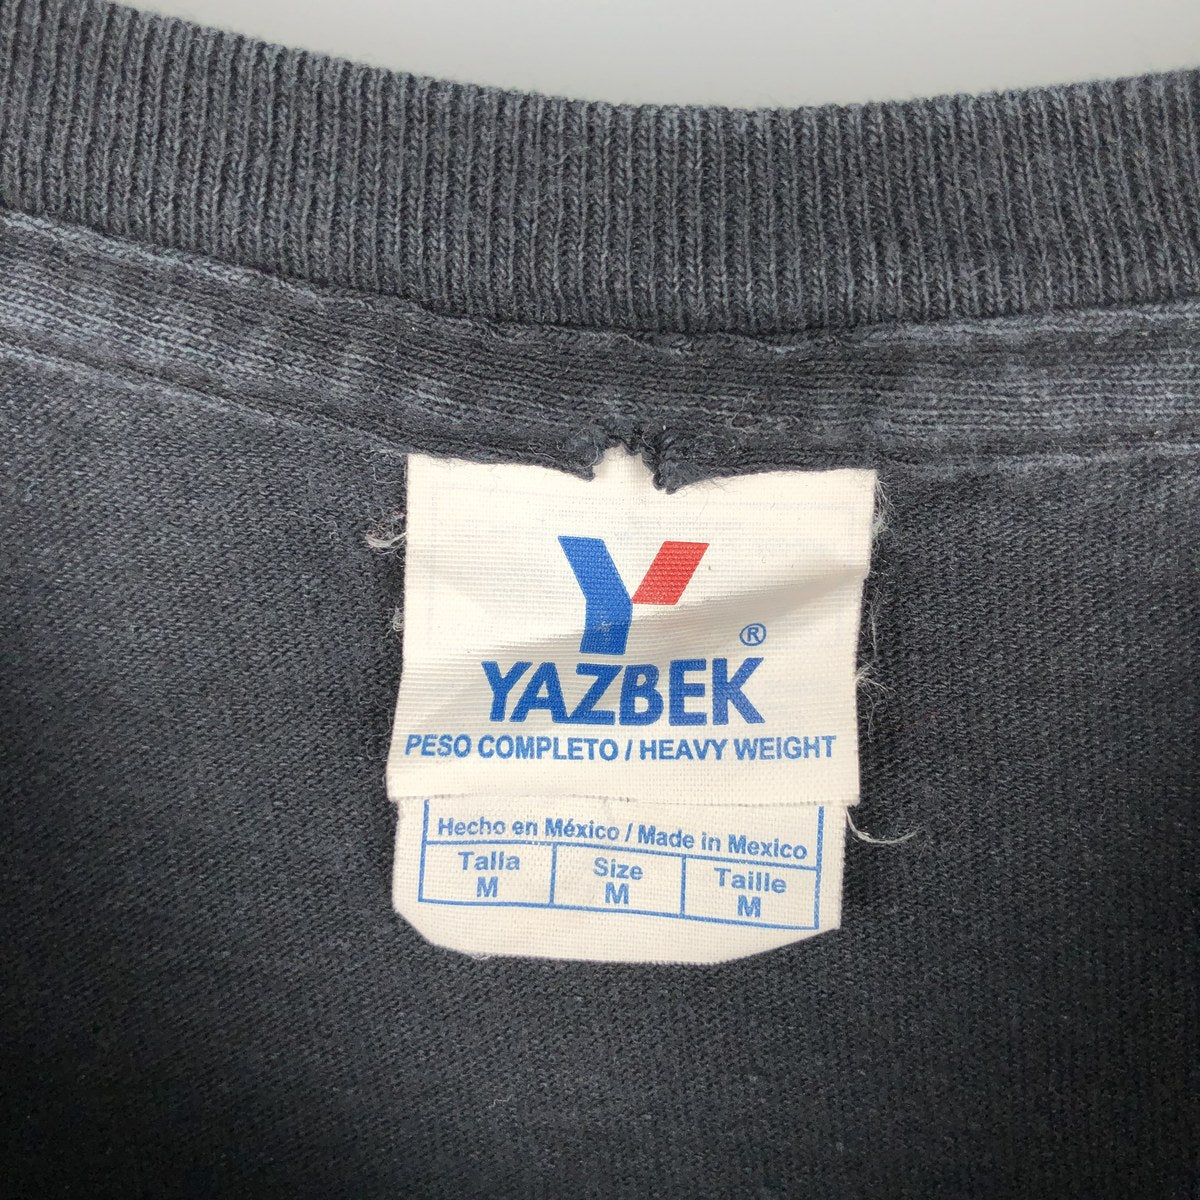 Y
®
YAZBEK
PESO COMPLETO / HEAVY WEIGHT
Hecho en México / Made in Mexico
Talla Size Taille
M M M